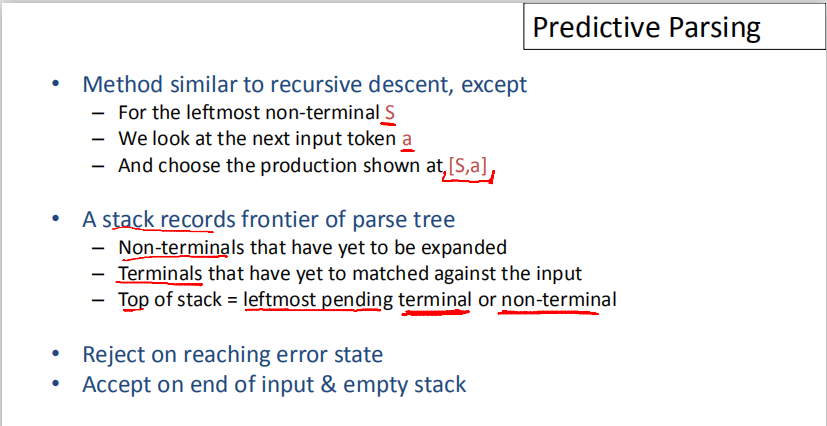 Predictive Parsing
• Method similar to recursive descent, except
– For the leftmost non-terminal S
– We look at the next input token a
– And choose the production shown at [S,a]
• A stack records frontier of parse tree
– Non-terminals that have yet to be expanded
– Terminals that have yet to matched against the input
– Top of stack = leftmost pending terminal or non-terminal
• Reject on reaching error state
• Accept on end of input & empty stack